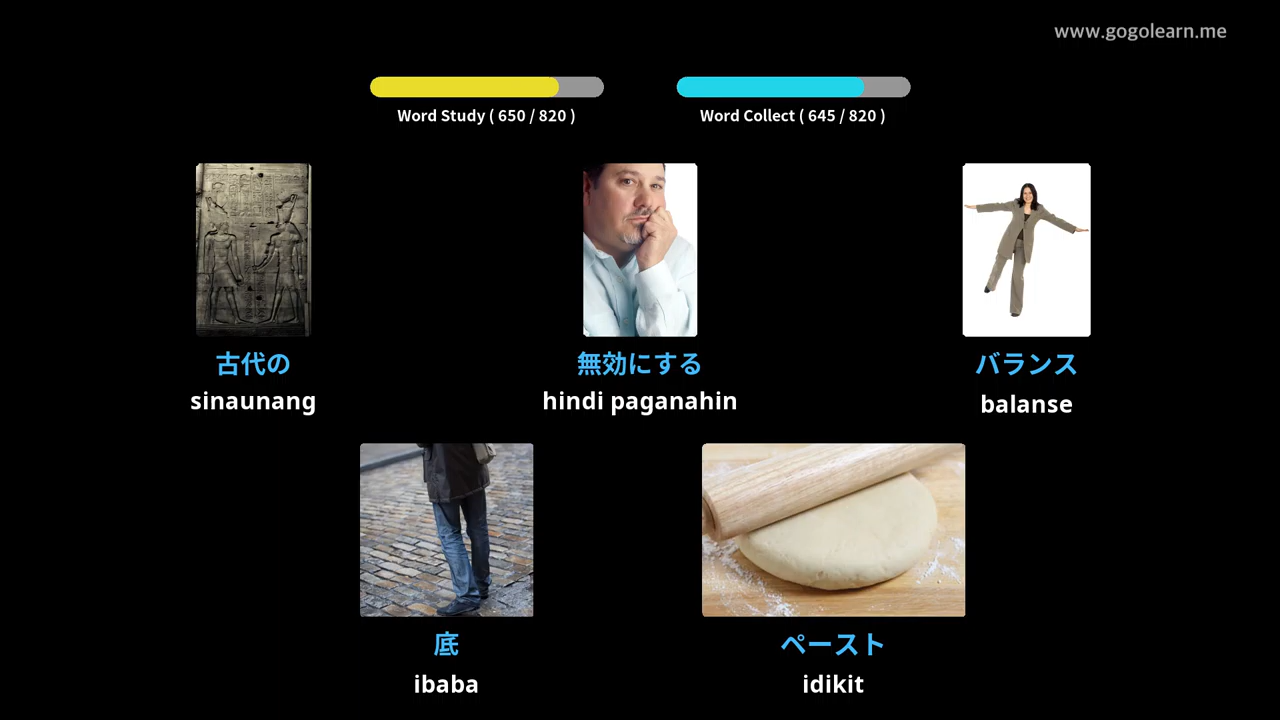 www.gogolearn.me
Word Study ( 650 / 820 )
Word Collect ( 645 / 820 )
古代の
無効にする
バランス
sinaunang
hindi paganahin
balanse
底
ペースト
ibaba
idikit